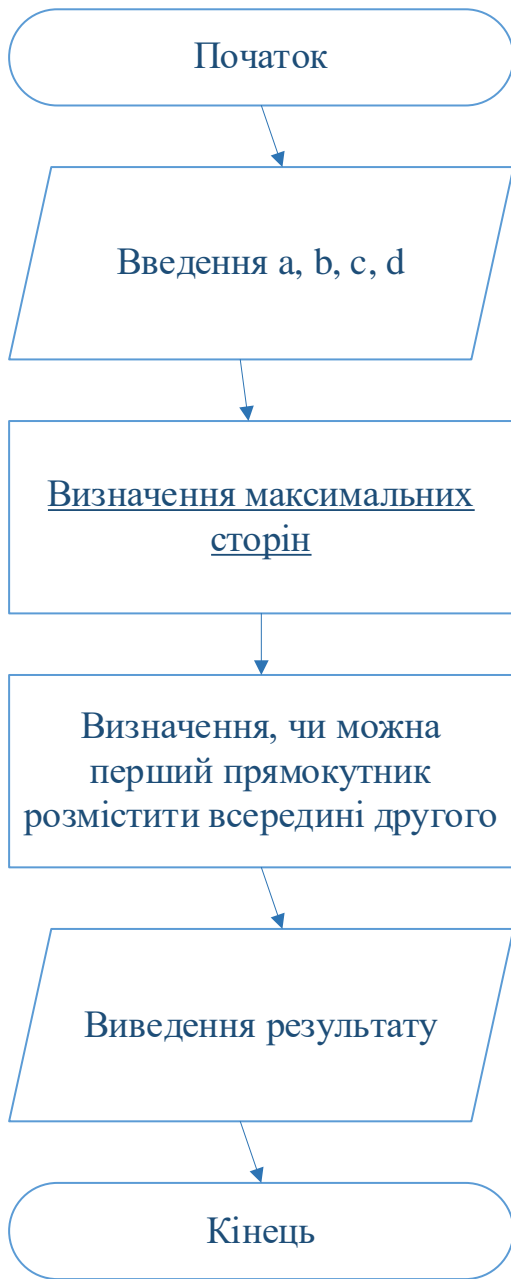 Початок
Введення a, b, c, d
Визначення максимальних
сторін
Визначення, чи можна
перший прямокутник
розмістити всередині другого
Виведення результату
Кінець